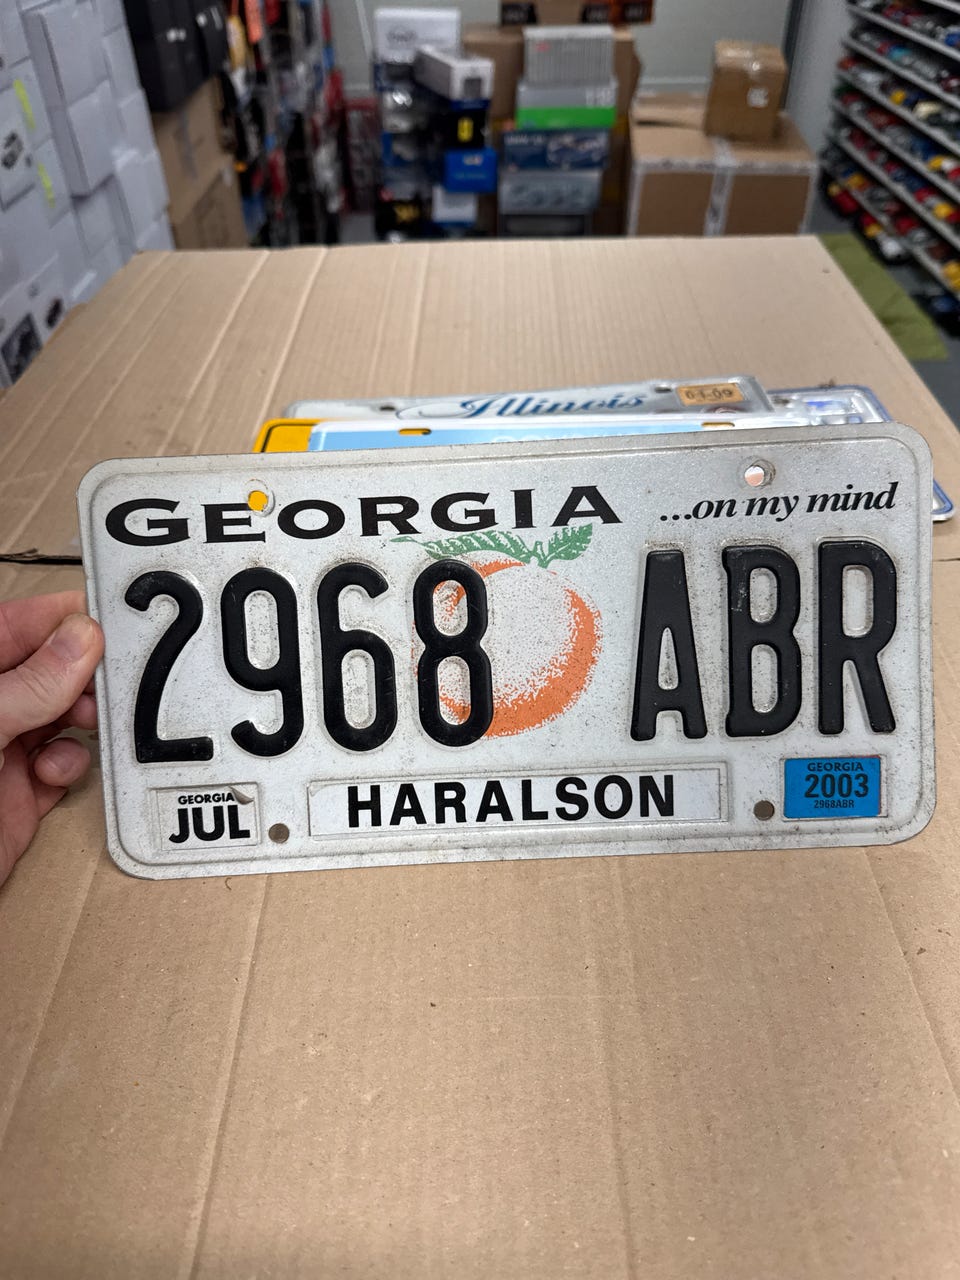 Illinois
GEORGIA ...on my mind
2968 ABR
GEORGIA
JUL
HARALSON
GEORGIA
2003
2968ABR